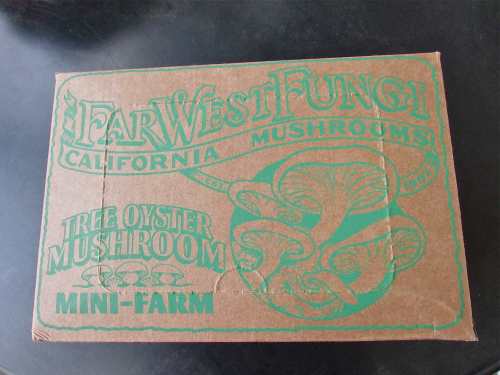 FAR WEST FUNGI
CALIFORNIA MUSHROOMS
TREE OYSTER
MUSHROOM
MINI-FARM